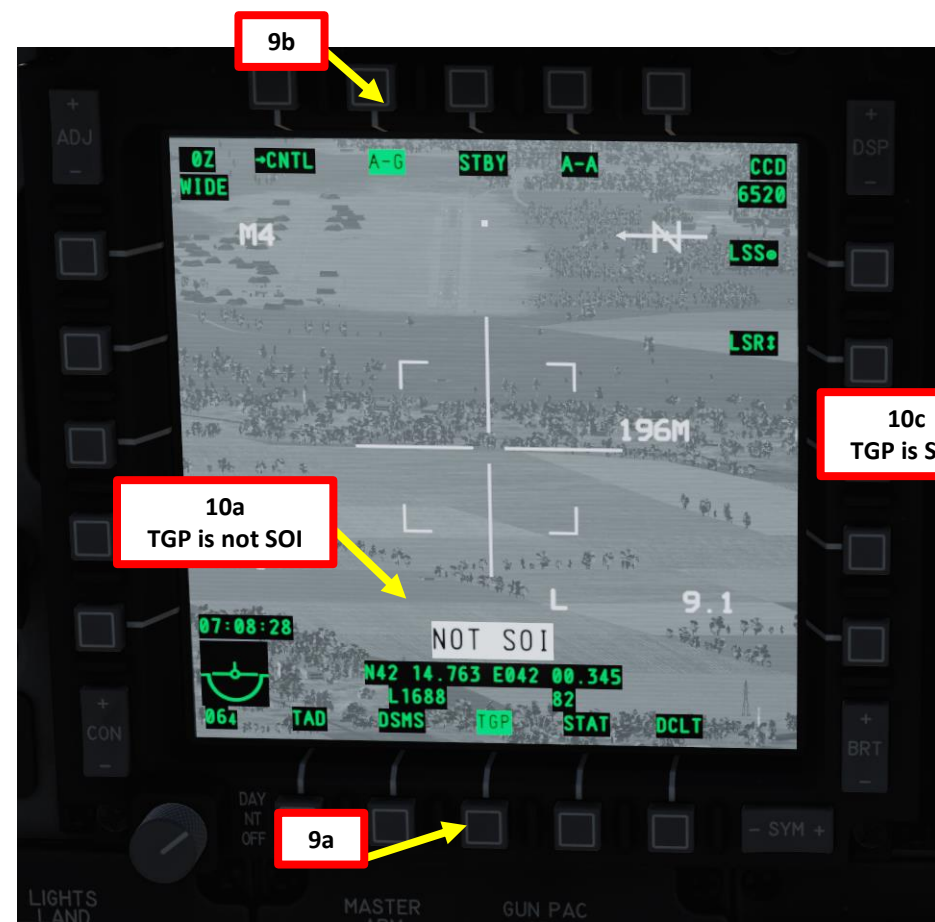 9b
+
ADJ
-
+
DSP
-
0Z
WIDE
→CNTL
A-G
STBY
A-A
CCD
6520
M4
N
LSS●
LSR↕
196M
10c
TGP is S
10a
TGP is not SOI
L
9.1
07:08:28
NOT SOI
N42 14.763 E042 00.345
L1688
82
064
TAD
DSMS
TGP
STAT
DCLT
+
CON
-
+
BRT
-
DAY
NT
OFF
9a
- SYM +
LIGHTS
LAND
MASTER
GUN PAC